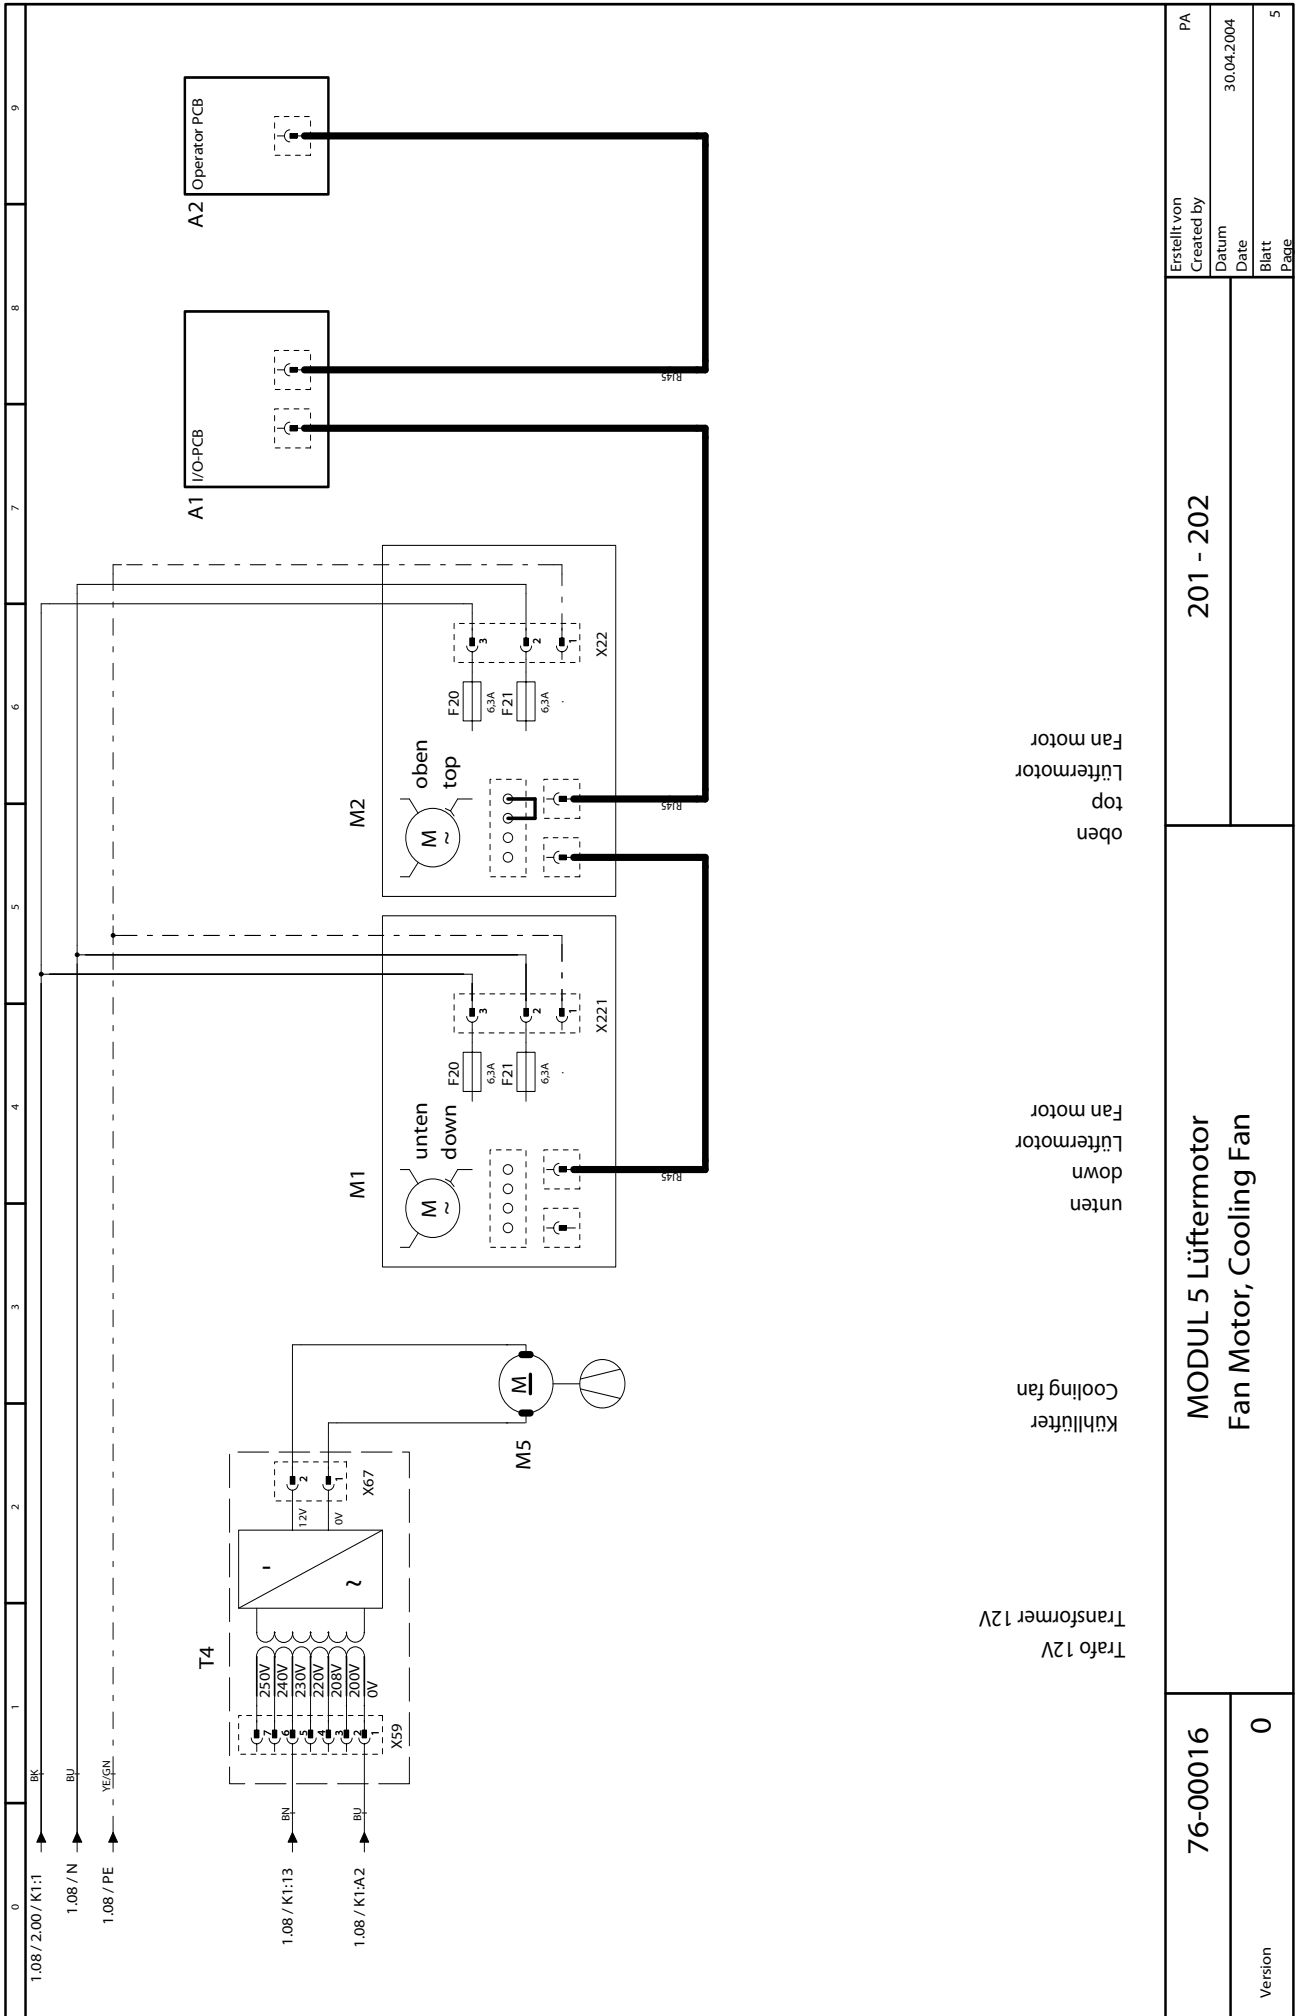 0
1
2
3
4
5
6
7
8
9
1.08 / 2.00 / K1:1
BK
1.08 / N
BU
1.08 / PE
YE/GN
1.08 / K1:13
BN
1.08 / K1:A2
BU
T4
250V
240V
230V
220V
208V
200V
0V
7
6
5
4
3
2
1
X59
-
~
12V
0V
2
1
X67
M5
M
M1
M
~
unten
down
F20
6,3A
F21
6,3A
3
2
1
X221
RJ45
M2
M
~
oben
top
F20
6,3A
F21
6,3A
3
2
1
X22
RJ45
A1
I/O-PCB
RJ45
A2
Operator PCB
Trafo 12V
Transformer 12V
Kühllüfter
Cooling fan
unten
down
Lüftermotor
Fan motor
oben
top
Lüftermotor
Fan motor
76-00016
Version
0
MODUL 5 Lüftermotor
Fan Motor, Cooling Fan
201 - 202
Erstellt von
Created by
PA
Datum
Date
30.04.2004
Blatt
Page
5